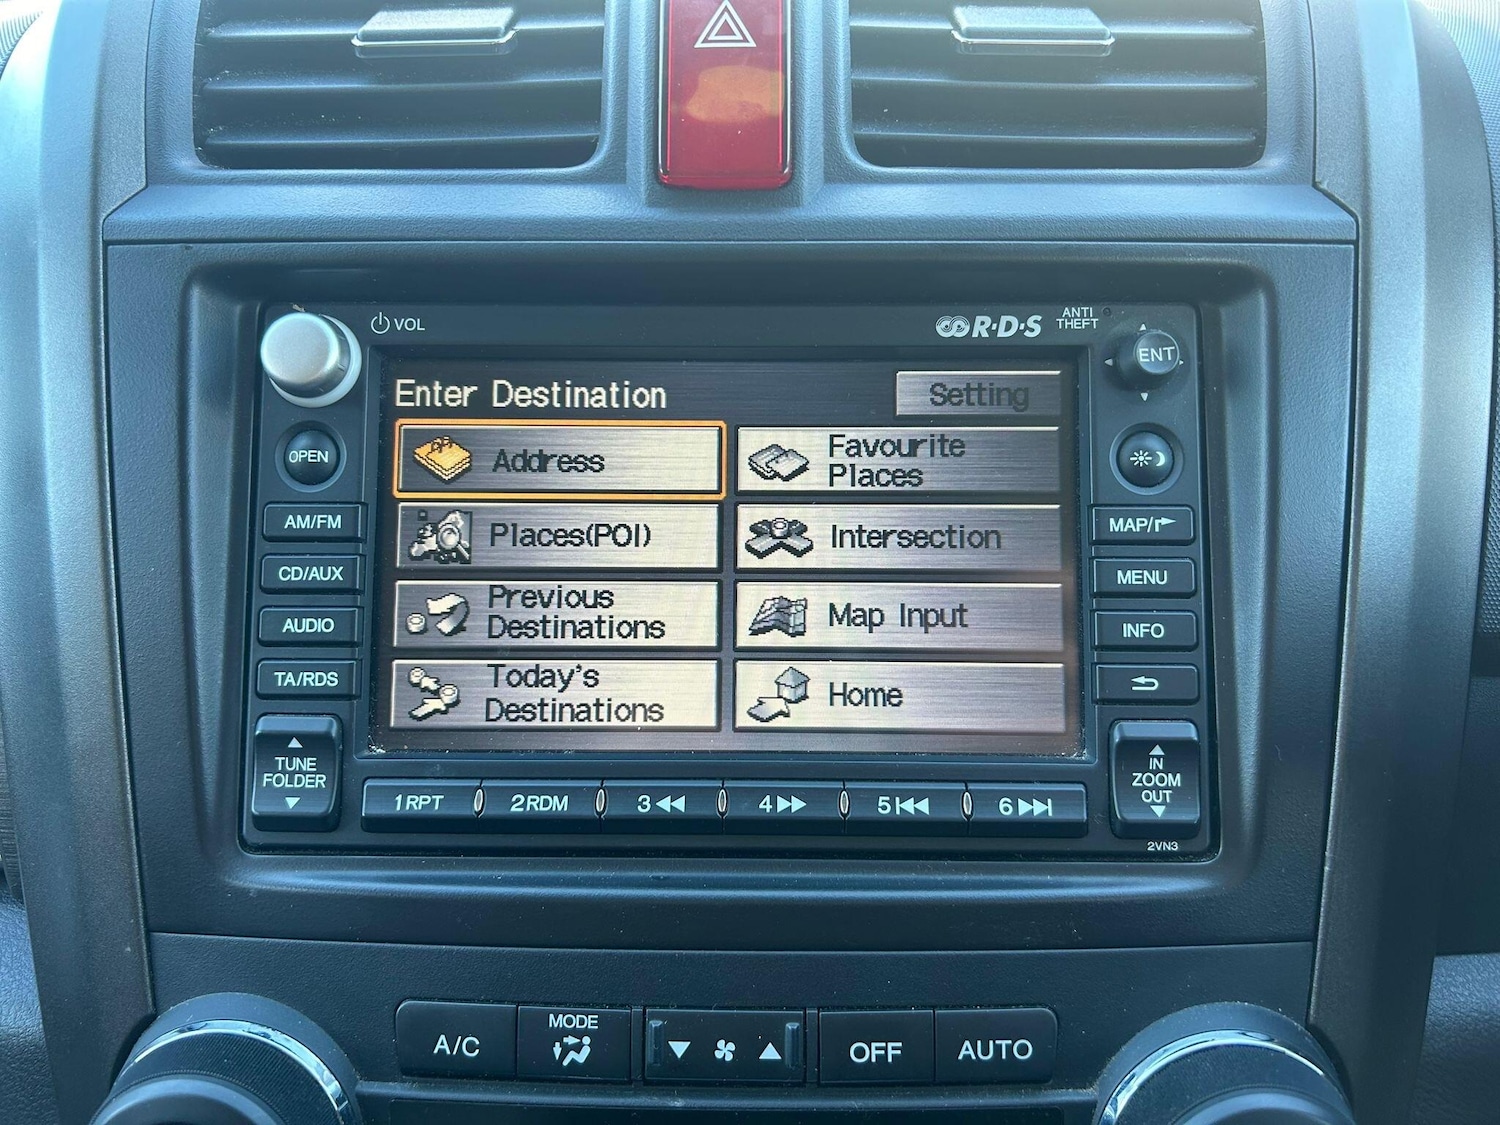 VOL
R·D·S
ANTI
THEFT
ENT
Enter Destination
Setting
OPEN
Address
Favourite
Places
AM/FM
Places(POI)
Intersection
MAP/
CD/AUX
MENU
Previous
Destinations
Map Input
AUDIO
INFO
TA/RDS
Today's
Destinations
Home
TUNE
FOLDER
IN
ZOOM
OUT
1RPT
2RDM
3
4
5
6
2VN3
A/C
MODE
OFF
AUTO